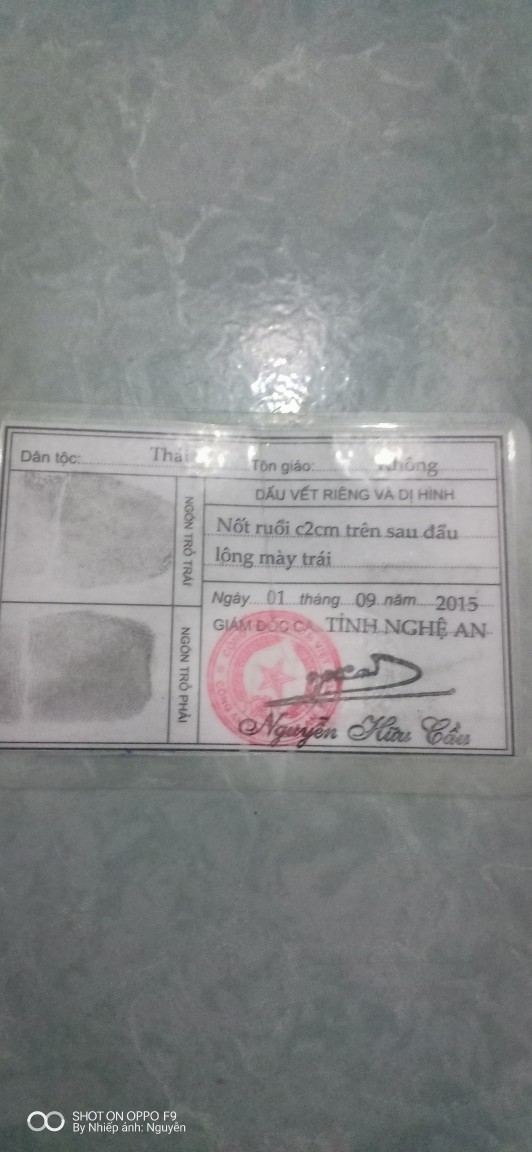 Dân tộc: Thái Tôn giáo: Không
NGÓN TRỎ TRÁI
DẤU VẾT RIÊNG VÀ DỊ HÌNH
Nốt ruồi c2cm trên sau đầu
lông mày trái
NGÓN TRỎ PHẢI
Ngày 01 tháng 09 năm 2015
GIÁM ĐỐC CA TỈNH NGHỆ AN
Nguyễn Hữu Cầu
SHOT ON OPPO F9
By Nhiếp ảnh: Nguyên